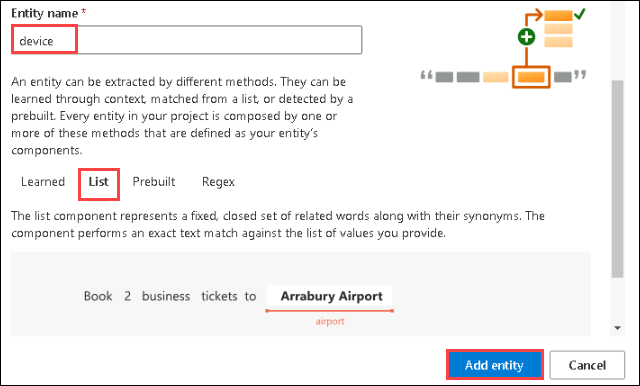 Entity name *
device
An entity can be extracted by different methods. They can be
learned through context, matched from a list, or detected by a
prebuilt. Every entity in your project is composed by one or
more of these methods that are defined as your entity's
components.
Learned List Prebuilt Regex
The list component represents a fixed, closed set of related words along with their synonyms. The
component performs an exact text match against the list of values you provide.
Book 2 business tickets to Arrabury Airport
airport
Add entity Cancel